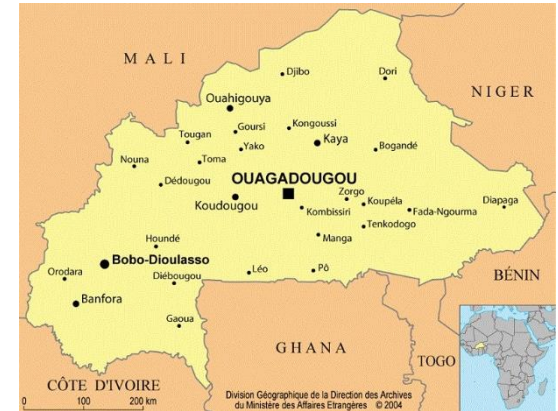 MALI
NIGER
Djibo
Dori
Ouahigouya
Goursi
Kongoussi
Tougan
Yako
Kaya
Bogandé
Nouna
Toma
Dédougou
OUAGADOUGOU
Zorgo
Koupéla
Diapaga
Koudougou
Kombissiri
Fada-Ngourma
Tenkodogo
Manga
Houndé
Bobo-Dioulasso
Orodara
Diébougou
Léo
Pô
BÉNIN
Banfora
Gaoua
GHANA
TOGO
CÔTE D'IVOIRE
0 100 200 km
Division Géographique de la Direction des Archives
du Ministère des Affaires Etrangères © 2004